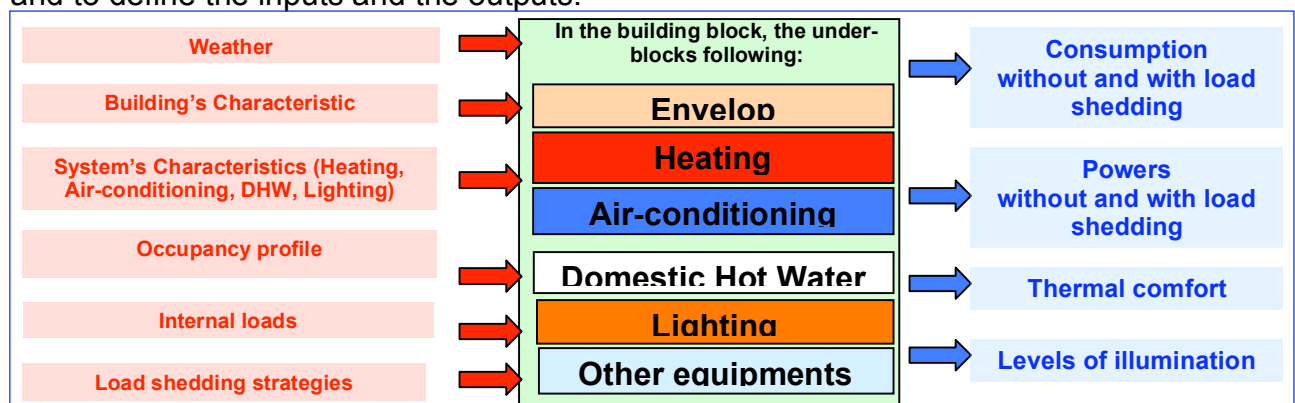 and to define the inputs and the outputs.
Weather
Building's Characteristic
System's Characteristics (Heating,
Air-conditioning, DHW, Lighting)
Occupancy profile
Internal loads
Load shedding strategies
In the building block, the under-
blocks following:
Envelop
Heating
Air-conditioning
Domestic Hot Water
Lighting
Other equipments
Consumption
without and with load
shedding
Powers
without and with load
shedding
Thermal comfort
Levels of illumination